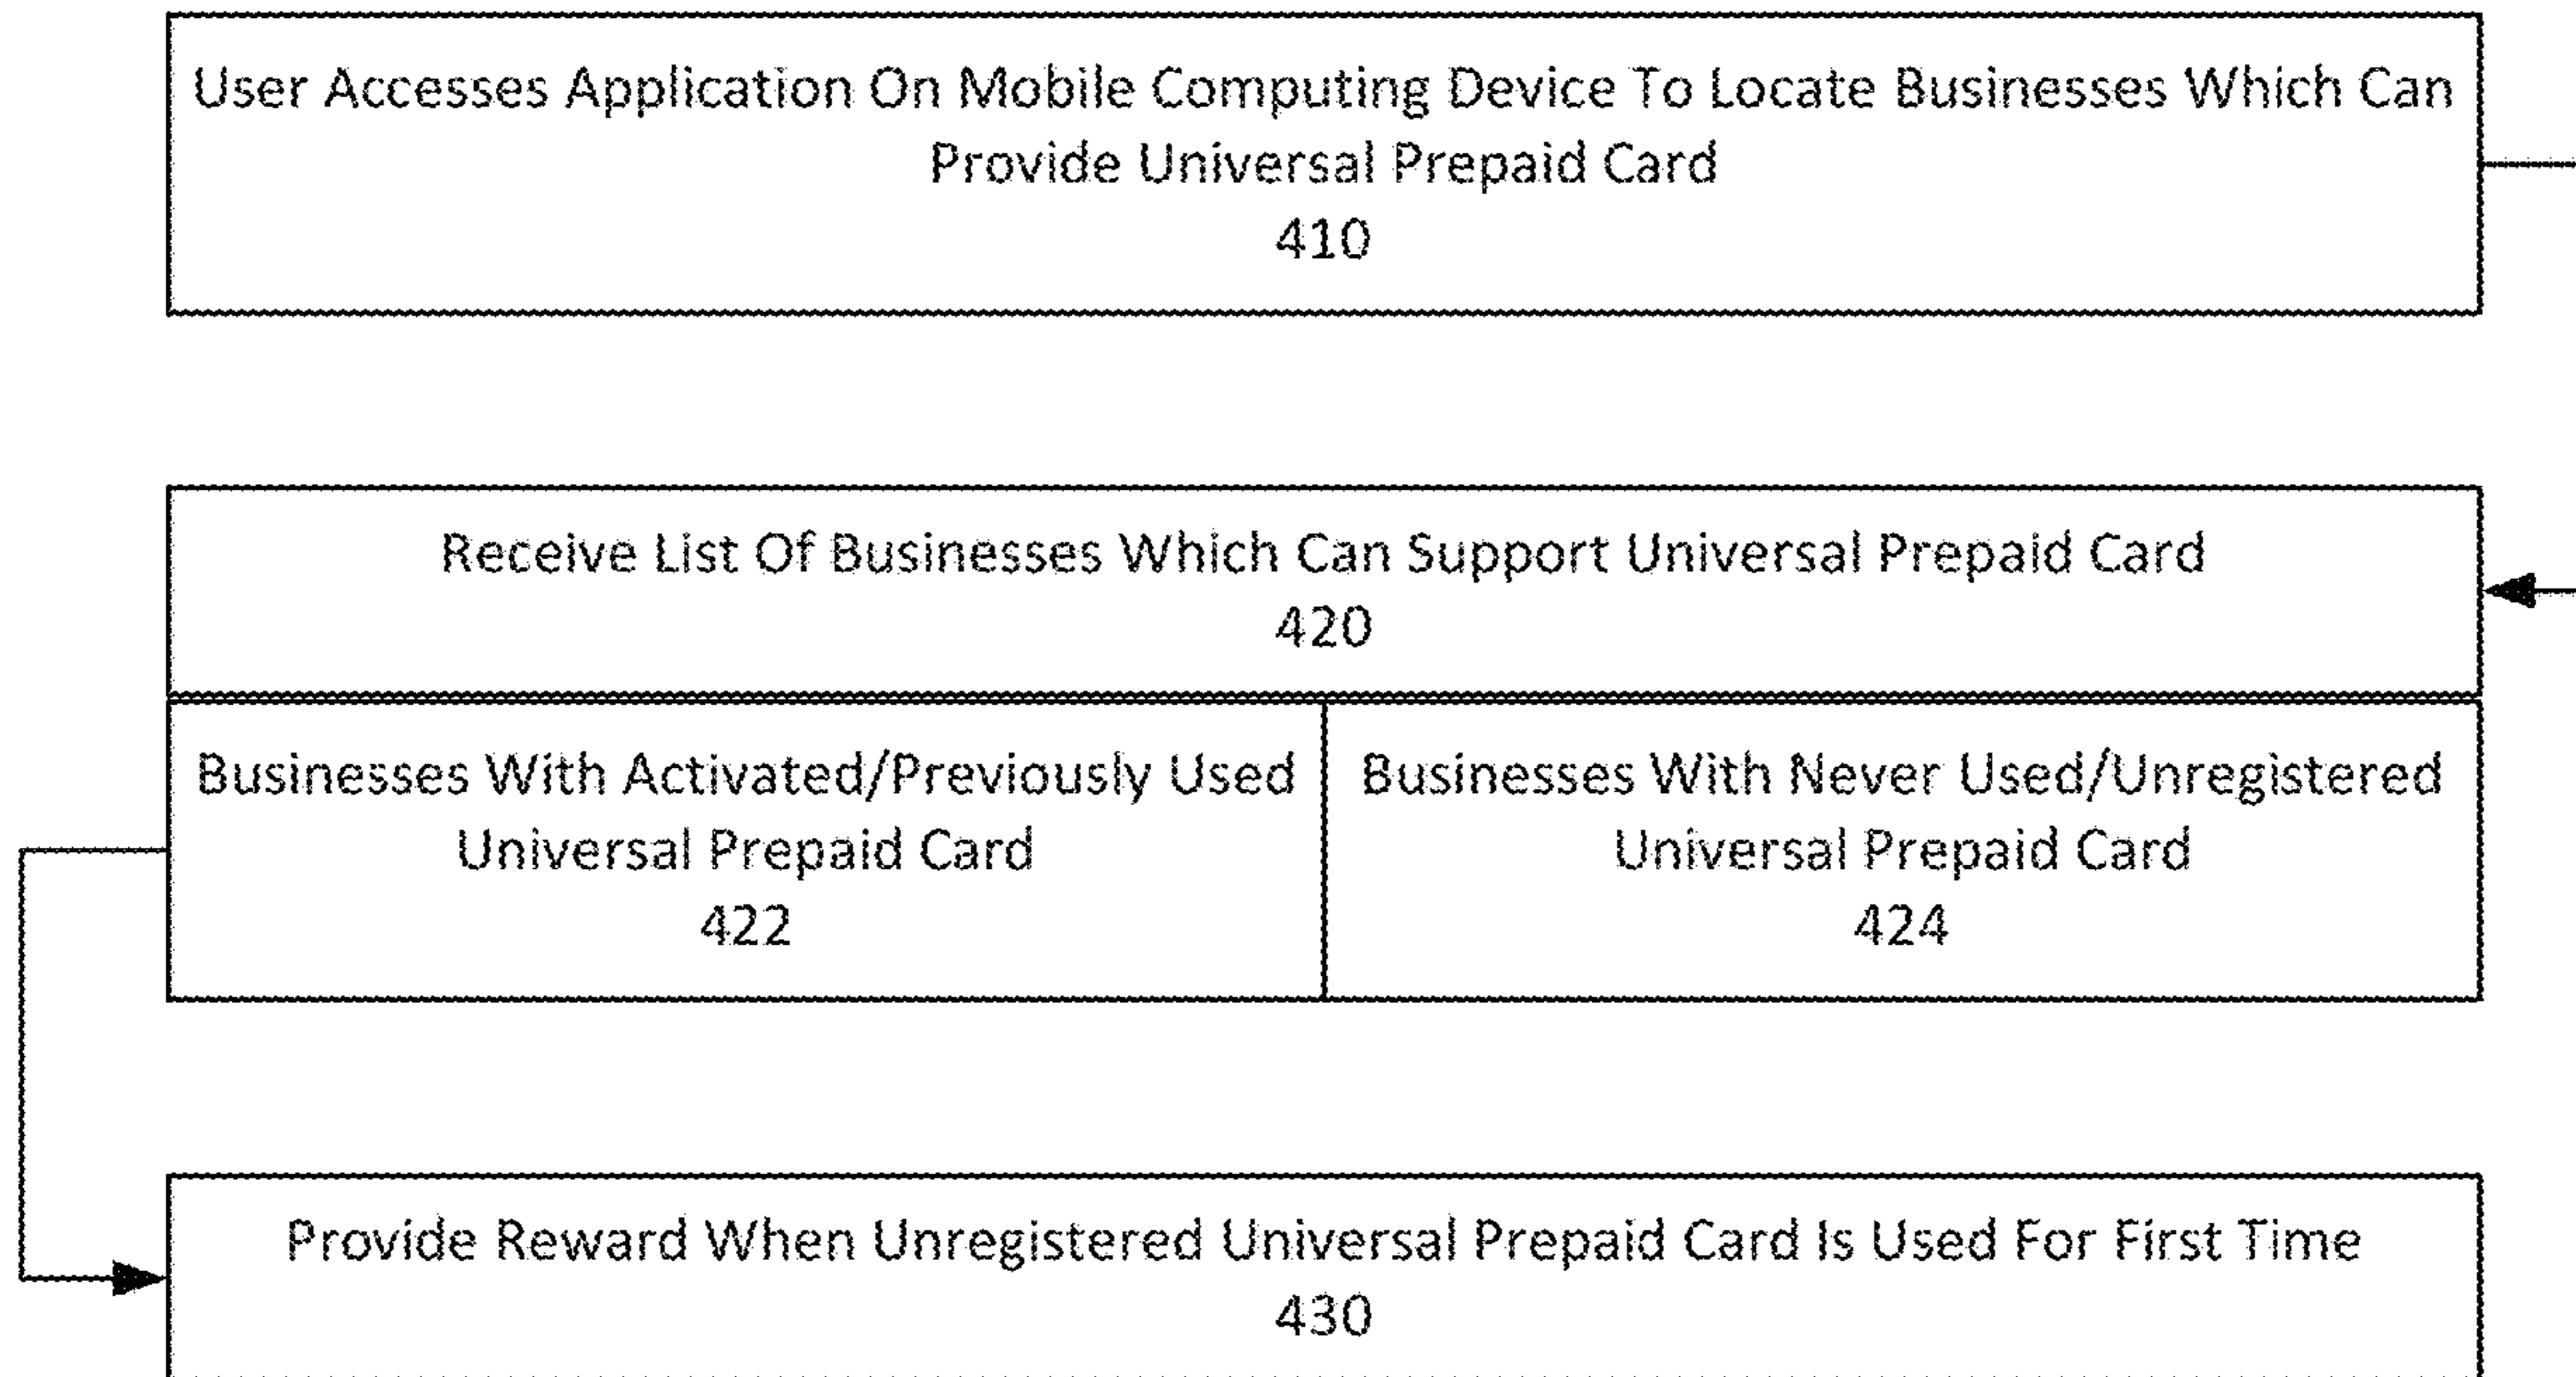 User Accesses Application On Mobile Computing Device To Locate Businesses Which Can
Provide Universal Prepaid Card
410
Receive List Of Businesses Which Can Support Universal Prepaid Card
420
Businesses With Activated/Previously Used
Universal Prepaid Card
422
Businesses With Never Used/Unregistered
Universal Prepaid Card
424
Provide Reward When Unregistered Universal Prepaid Card Is Used For First Time
430